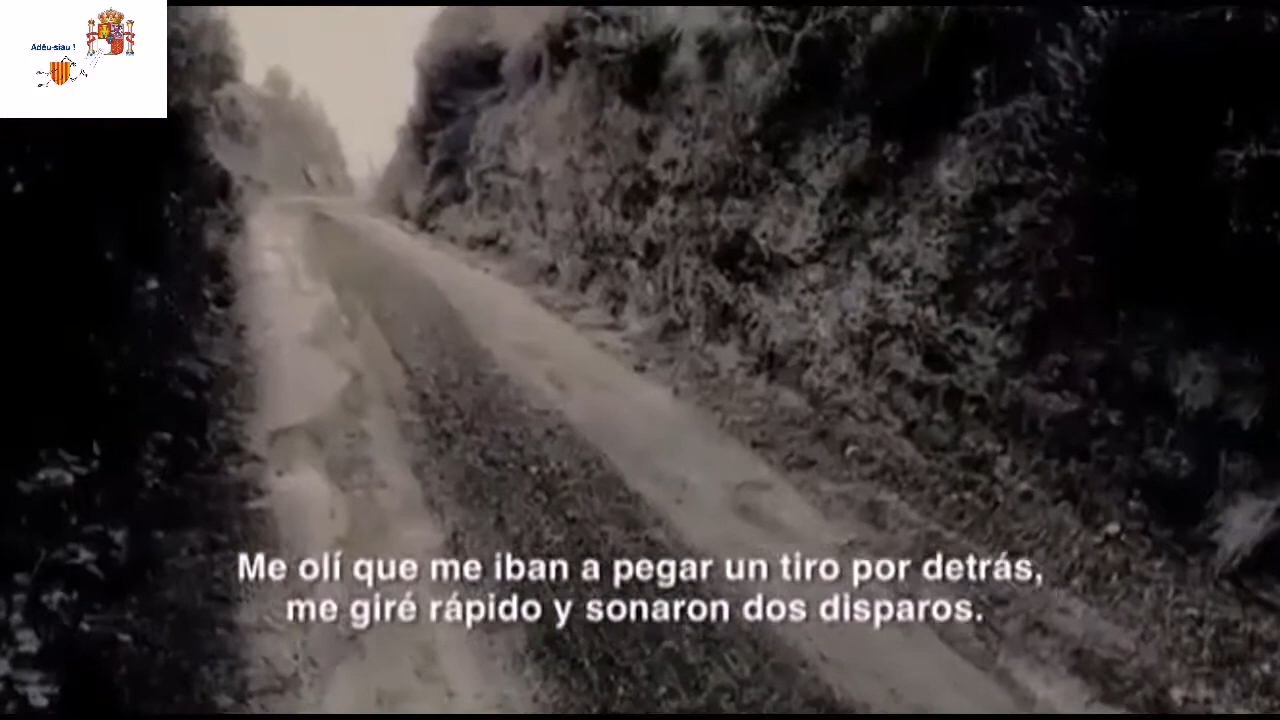 Adéu-siau !
Me olí que me iban a pegar un tiro por detrás,
me giré rápido y sonaron dos disparos.